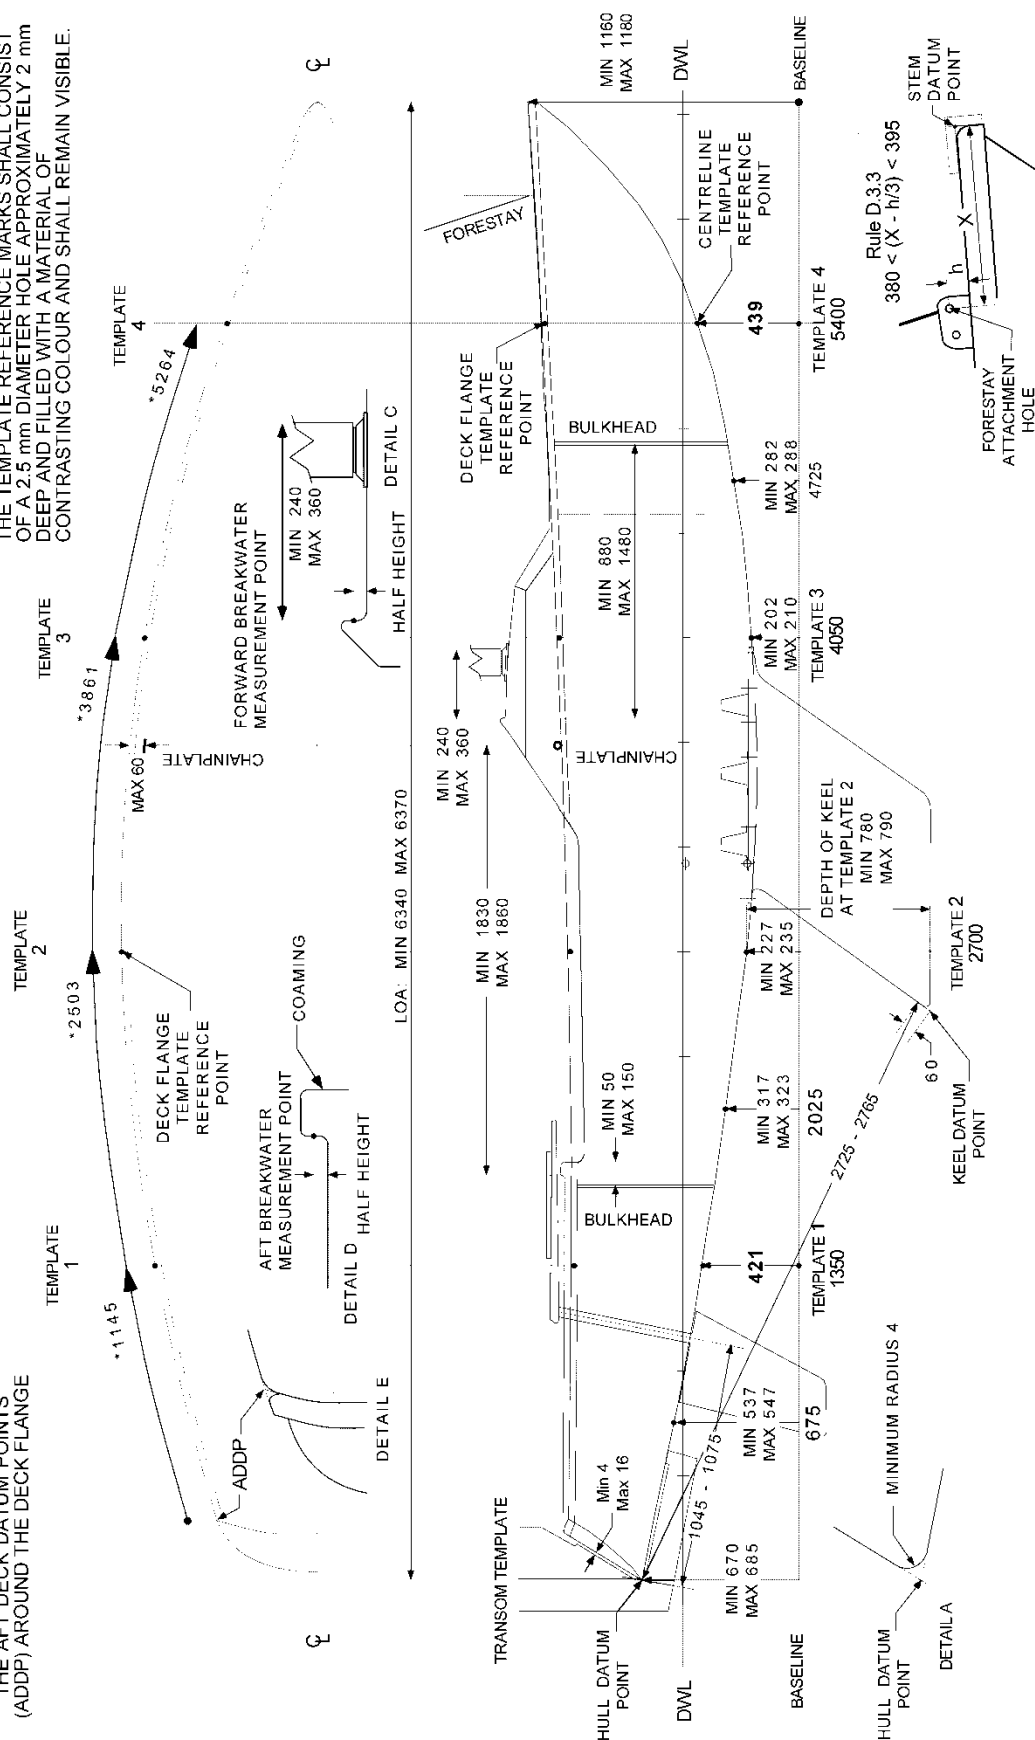 THE TEMPLATE REFERENCE MARKS SHALL CONSIST
OF A 2.5 mm DIAMETER HOLE APPROXIMATELY 2 mm
DEEP AND FILLED WITH A MATERIAL OF
CONTRASTING COLOUR AND SHALL REMAIN VISIBLE.
THE AFT DECK DATUM POINTS
(ADDP) AROUND THE DECK FLANGE
TEMPLATE
1
TEMPLATE
2
TEMPLATE
3
TEMPLATE
4
*1145
*2503
*3861
*5264
MAX 60
CHAINPLATE
DECK FLANGE
TEMPLATE
REFERENCE
POINT
ADDP
DETAIL E
AFT BREAKWATER
MEASUREMENT POINT
COAMING
DETAIL D
HALF HEIGHT
FORWARD BREAKWATER
MEASUREMENT POINT
MIN 240
MAX 360
HALF HEIGHT
DETAIL C
LOA: MIN 6340 MAX 6370
TRANSOM TEMPLATE
MIN 1830
MAX 1860
MIN 240
MAX 360
DECK FLANGE
TEMPLATE
REFERENCE
POINT
FORESTAY
MIN 1160
MAX 1180
Min 4
Max 16
BULKHEAD
MIN 50
MAX 150
CHAINPLATE
MIN 880
MAX 1480
BULKHEAD
HULL DATUM
POINT
DWL
DWL
BASELINE
BASELINE
MIN 670
MAX 685
1045 - 1075
MIN 537
MAX 547
675
421
TEMPLATE 1
1350
MIN 317
MAX 323
2025
MIN 227
MAX 235
TEMPLATE 2
2700
DEPTH OF KEEL
AT TEMPLATE 2
MIN 780
MAX 790
MIN 202
MAX 210
TEMPLATE 3
4050
MIN 282
MAX 288
4725
439
TEMPLATE 4
5400
CENTRELINE
TEMPLATE
REFERENCE
POINT
2725 - 2765
60
KEEL DATUM
POINT
HULL DATUM
POINT
MINIMUM RADIUS 4
DETAIL A
Rule D.3.3
380 < (X - h/3) < 395
STEM
DATUM
POINT
h
X
FORESTAY
ATTACHMENT
HOLE